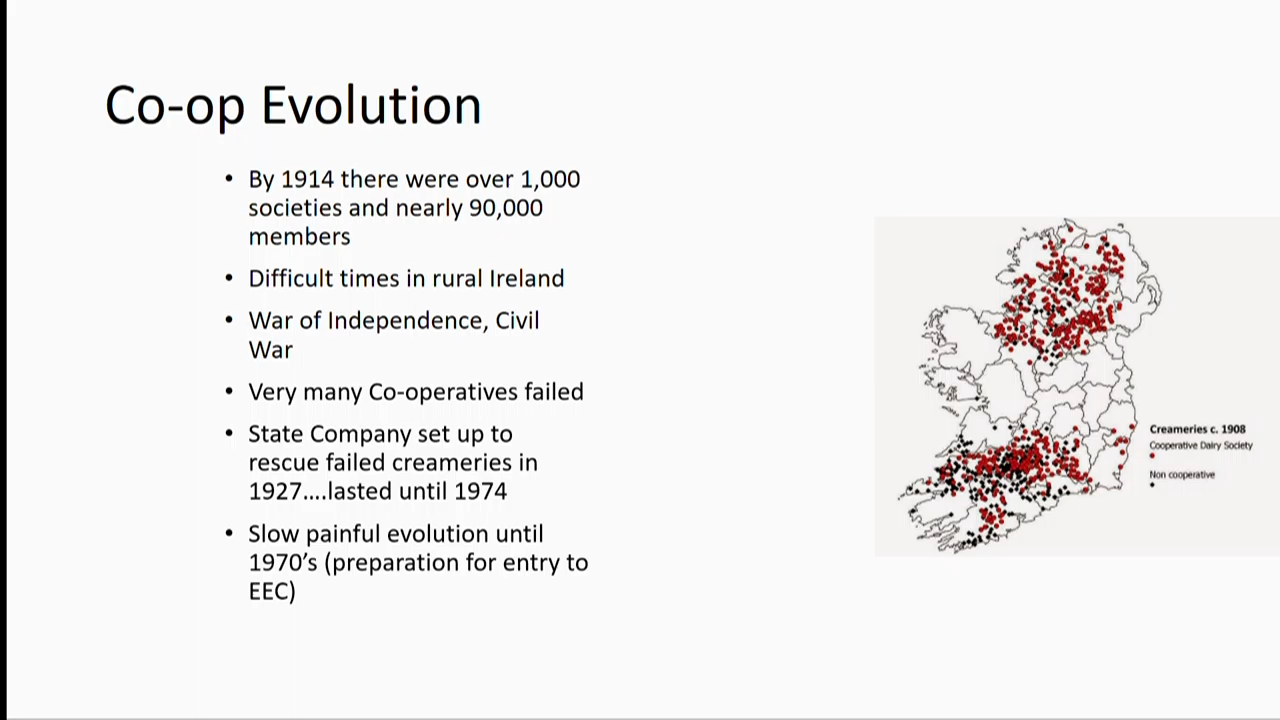 Co-op Evolution
• By 1914 there were over 1,000
societies and nearly 90,000
members
• Difficult times in rural Ireland
• War of Independence, Civil
War
• Very many Co-operatives failed
• State Company set up to
rescue failed creameries in
1927....lasted until 1974
• Slow painful evolution until
1970’s (preparation for entry to
EEC)
Creameries c. 1908
Cooperative Dairy Society
Non cooperative